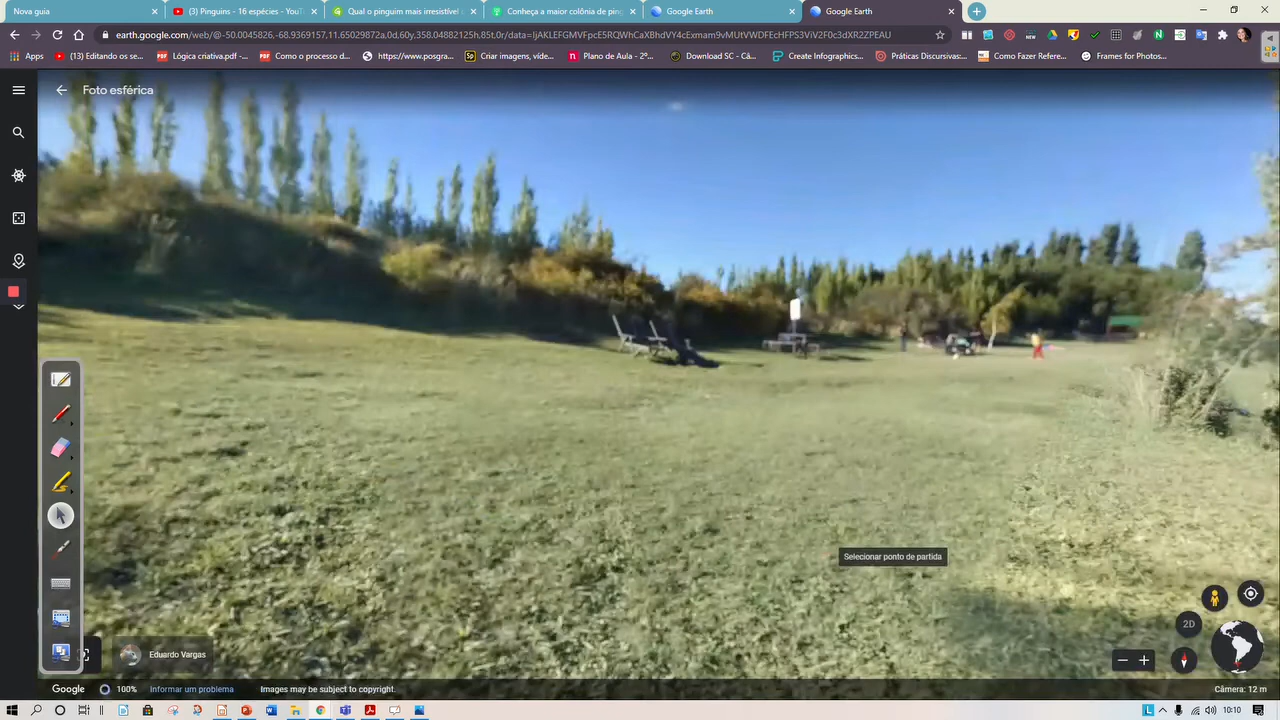 Nova guia
(3) Pinguins - 16 espécies - YouTu
Qual o pinguim mais irresistível
Conheça a maior colônia de ping
Google Earth
Google Earth
earth.google.com/web/@-50.0045826,-68.9369157,11.65029872a,0d,60y,358.04882125h,85t,0r/data=
Apps
(13) Editando os se...
Lógica criativa.pdf-...
Como o processo d...
https://www.posgra...
Criar imagens, víde...
Plano de Aula - 2º...
Download SC - Câ...
Create Infographics...
Práticas Discursivas...
Como Fazer Refere...
Frames for Photos...
Foto esférica
Selecionar ponto de partida
2D
Eduardo Vargas
Google
100%
Informar um problema
Images may be subject to copyright.
Câmera: 12 m
10:10